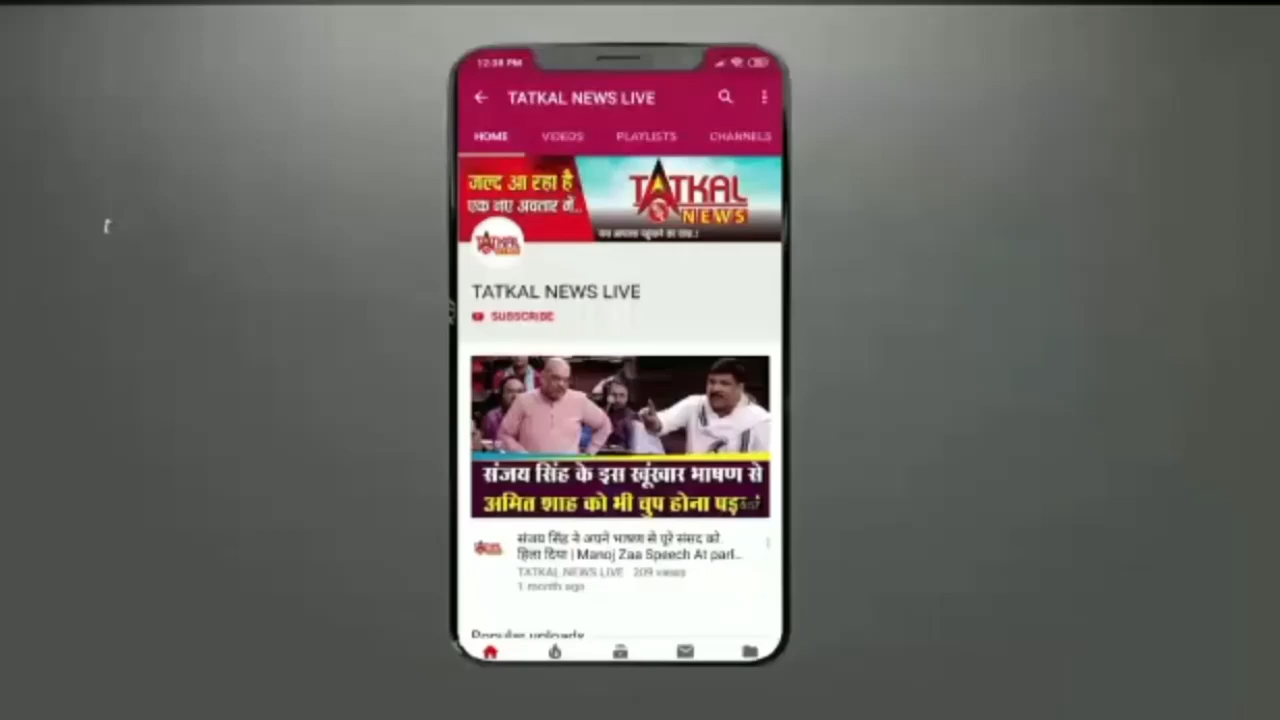 12:38 PM
TATKAL NEWS LIVE
HOME VIDEOS PLAYLISTS CHANNELS
जल्द आ रहा है
एक नए अवतार में..
TATKAL
NEWS
TATKAL
TATKAL NEWS LIVE
SUBSCRIBE
संजय सिंह के इस खूंखार भाषण से
अमित शाह को भी चुप होना पड़
संजय सिंह ने अपने भाषण से पूरे संसद को
हिला दिया | Manoj Zaa Speech At parl...
TATKAL NEWS LIVE 209 views
1 month ago
Popular uploads
t